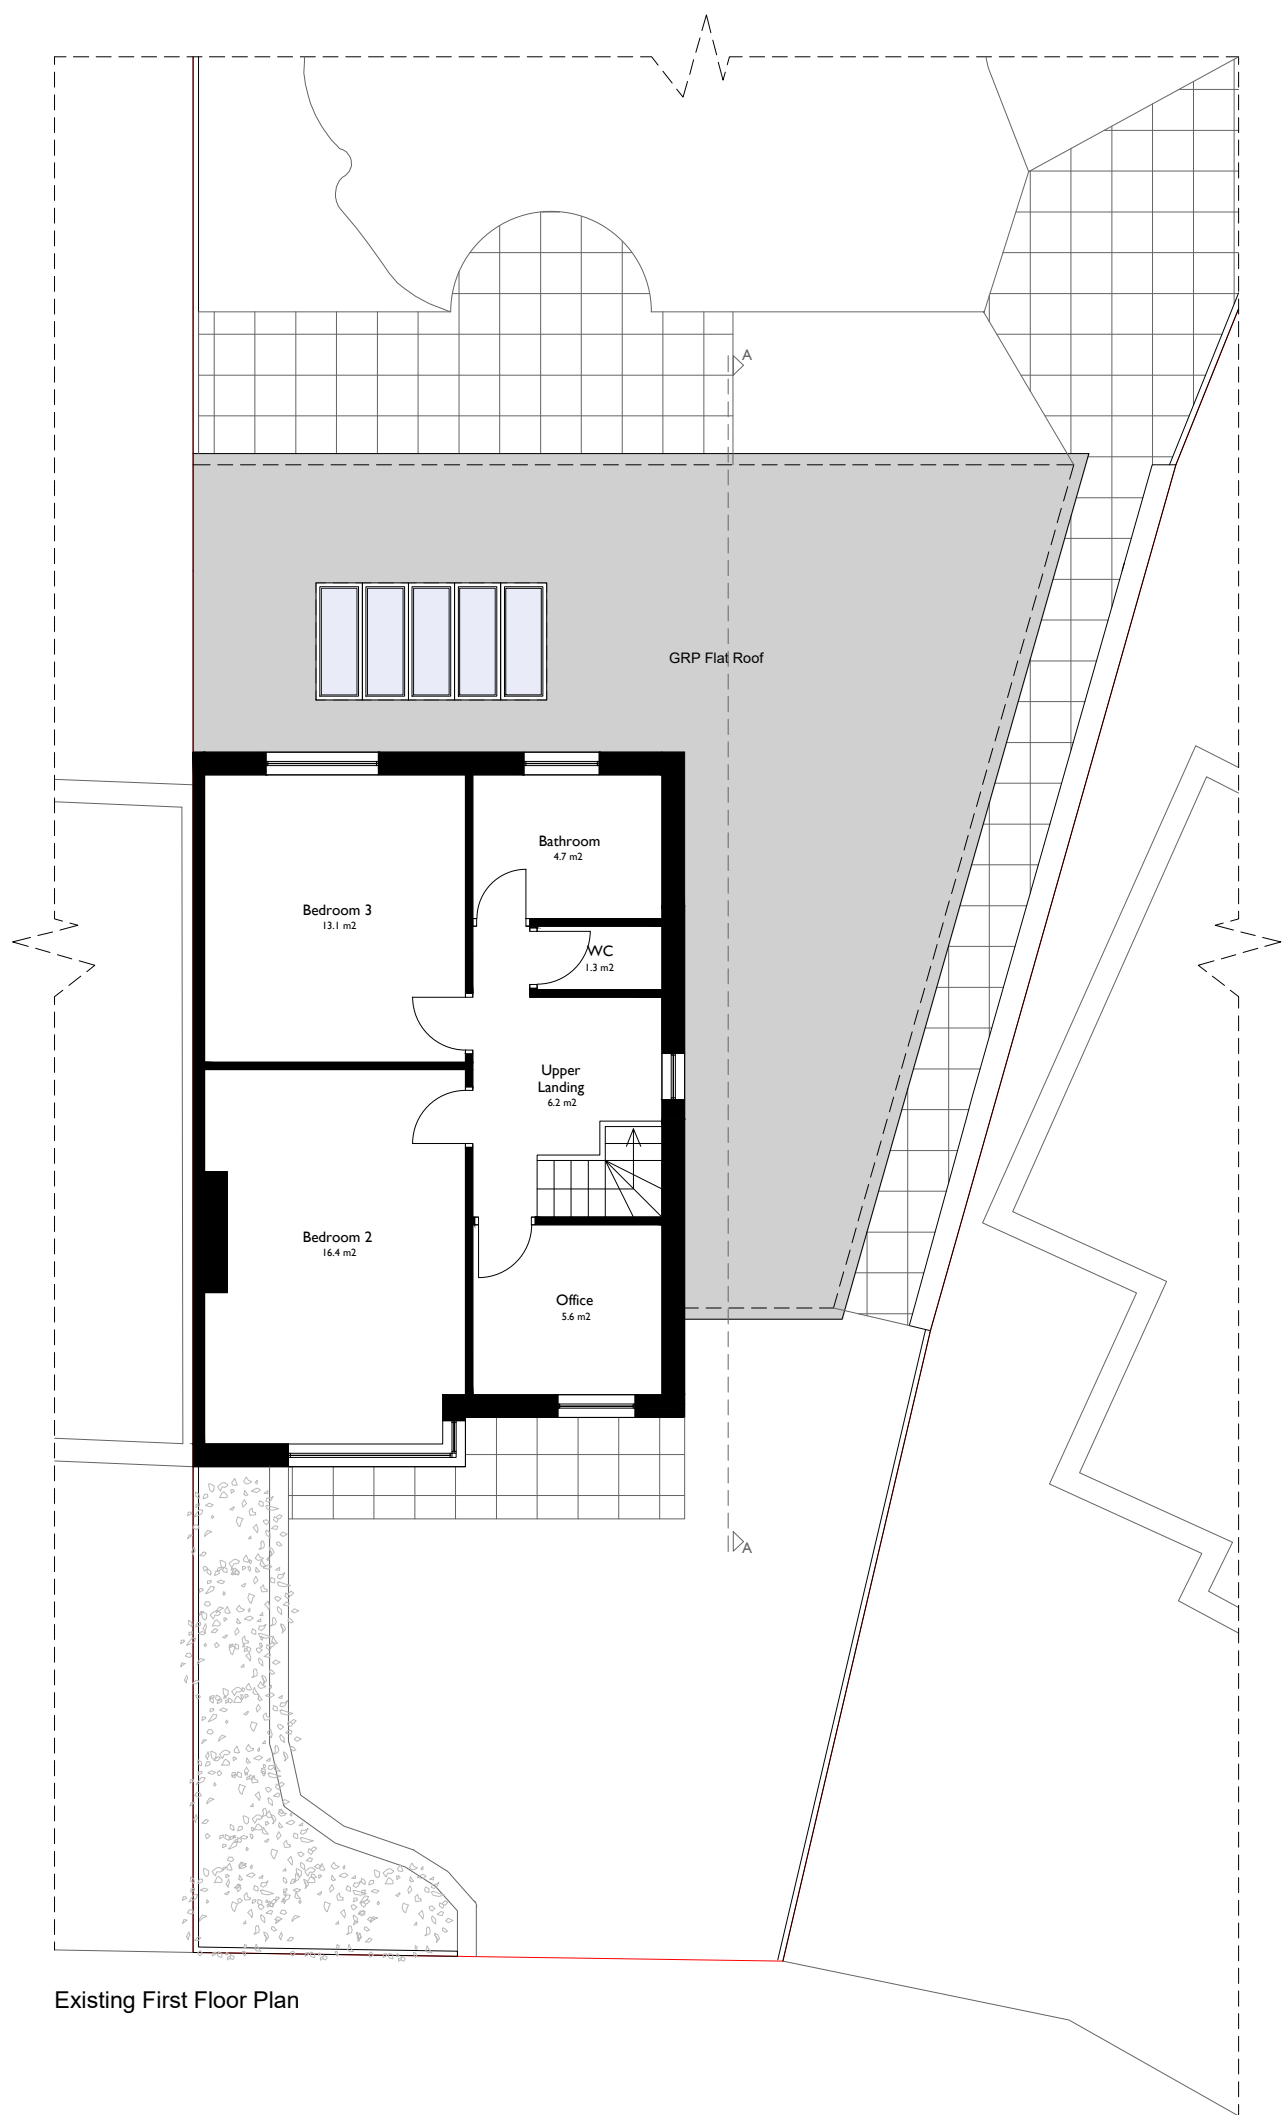 A
GRP Flat Roof
Bathroom
4.7 m2
Bedroom 3
13.1 m2
WC
1.3 m2
Upper
Landing
6.2 m2
Bedroom 2
16.4 m2
Office
5.6 m2
A
Existing First Floor Plan